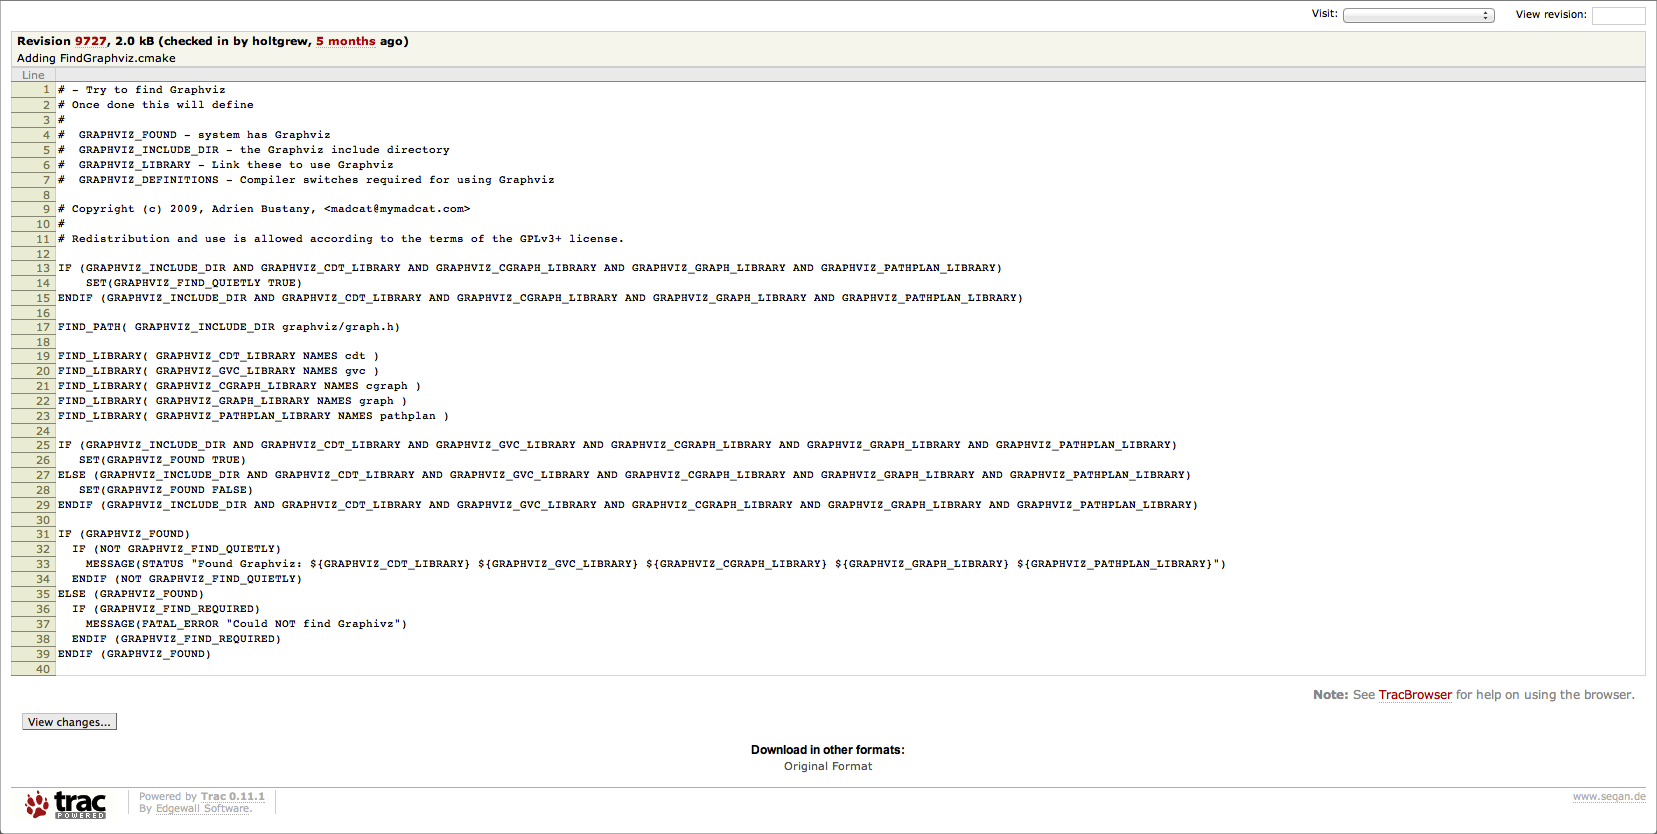 Visit: View revision:
Revision 9727, 2.0 kB (checked in by holtgrew, 5 months ago)
Adding FindGraphviz.cmake
Line
1 # - Try to find Graphviz
2 # Once done this will define
3 #
4 #  GRAPHVIZ_FOUND - system has Graphviz
5 #  GRAPHVIZ_INCLUDE_DIR - the Graphviz include directory
6 #  GRAPHVIZ_LIBRARY - Link these to use Graphviz
7 #  GRAPHVIZ_DEFINITIONS - Compiler switches required for using Graphviz
8
9 # Copyright (c) 2009, Adrien Bustany, <madcat@mymadcat.com>
10 #
11 # Redistribution and use is allowed according to the terms of the GPLv3+ license.
12
13 IF (GRAPHVIZ_INCLUDE_DIR AND GRAPHVIZ_CDT_LIBRARY AND GRAPHVIZ_CGRAPH_LIBRARY AND GRAPHVIZ_GRAPH_LIBRARY AND GRAPHVIZ_PATHPLAN_LIBRARY)
14     SET(GRAPHVIZ_FIND_QUIETLY TRUE)
15 ENDIF (GRAPHVIZ_INCLUDE_DIR AND GRAPHVIZ_CDT_LIBRARY AND GRAPHVIZ_CGRAPH_LIBRARY AND GRAPHVIZ_GRAPH_LIBRARY AND GRAPHVIZ_PATHPLAN_LIBRARY)
16
17 FIND_PATH( GRAPHVIZ_INCLUDE_DIR graphviz/graph.h)
18
19 FIND_LIBRARY( GRAPHVIZ_CDT_LIBRARY NAMES cdt )
20 FIND_LIBRARY( GRAPHVIZ_GVC_LIBRARY NAMES gvc )
21 FIND_LIBRARY( GRAPHVIZ_CGRAPH_LIBRARY NAMES cgraph )
22 FIND_LIBRARY( GRAPHVIZ_GRAPH_LIBRARY NAMES graph )
23 FIND_LIBRARY( GRAPHVIZ_PATHPLAN_LIBRARY NAMES pathplan )
24
25 IF (GRAPHVIZ_INCLUDE_DIR AND GRAPHVIZ_CDT_LIBRARY AND GRAPHVIZ_GVC_LIBRARY AND GRAPHVIZ_CGRAPH_LIBRARY AND GRAPHVIZ_GRAPH_LIBRARY AND GRAPHVIZ_PATHPLAN_LIBRARY)
26    SET(GRAPHVIZ_FOUND TRUE)
27 ELSE (GRAPHVIZ_INCLUDE_DIR AND GRAPHVIZ_CDT_LIBRARY AND GRAPHVIZ_GVC_LIBRARY AND GRAPHVIZ_CGRAPH_LIBRARY AND GRAPHVIZ_GRAPH_LIBRARY AND GRAPHVIZ_PATHPLAN_LIBRARY)
28    SET(GRAPHVIZ_FOUND FALSE)
29 ENDIF (GRAPHVIZ_INCLUDE_DIR AND GRAPHVIZ_CDT_LIBRARY AND GRAPHVIZ_GVC_LIBRARY AND GRAPHVIZ_CGRAPH_LIBRARY AND GRAPHVIZ_GRAPH_LIBRARY AND GRAPHVIZ_PATHPLAN_LIBRARY)
30
31 IF (GRAPHVIZ_FOUND)
32   IF (NOT GRAPHVIZ_FIND_QUIETLY)
33     MESSAGE(STATUS "Found Graphviz: ${GRAPHVIZ_CDT_LIBRARY} ${GRAPHVIZ_GVC_LIBRARY} ${GRAPHVIZ_CGRAPH_LIBRARY} ${GRAPHVIZ_GRAPH_LIBRARY} ${GRAPHVIZ_PATHPLAN_LIBRARY}")
34   ENDIF (NOT GRAPHVIZ_FIND_QUIETLY)
35 ELSE (GRAPHVIZ_FOUND)
36   IF (GRAPHVIZ_FIND_REQUIRED)
37     MESSAGE(FATAL_ERROR "Could NOT find Graphivz")
38   ENDIF (GRAPHVIZ_FIND_REQUIRED)
39 ENDIF (GRAPHVIZ_FOUND)
40
Note: See TracBrowser for help on using the browser.
View changes...
Download in other formats:
Original Format
trac
POWERED
Powered by Trac 0.11.1
By Edgewall Software.
www.seqan.de